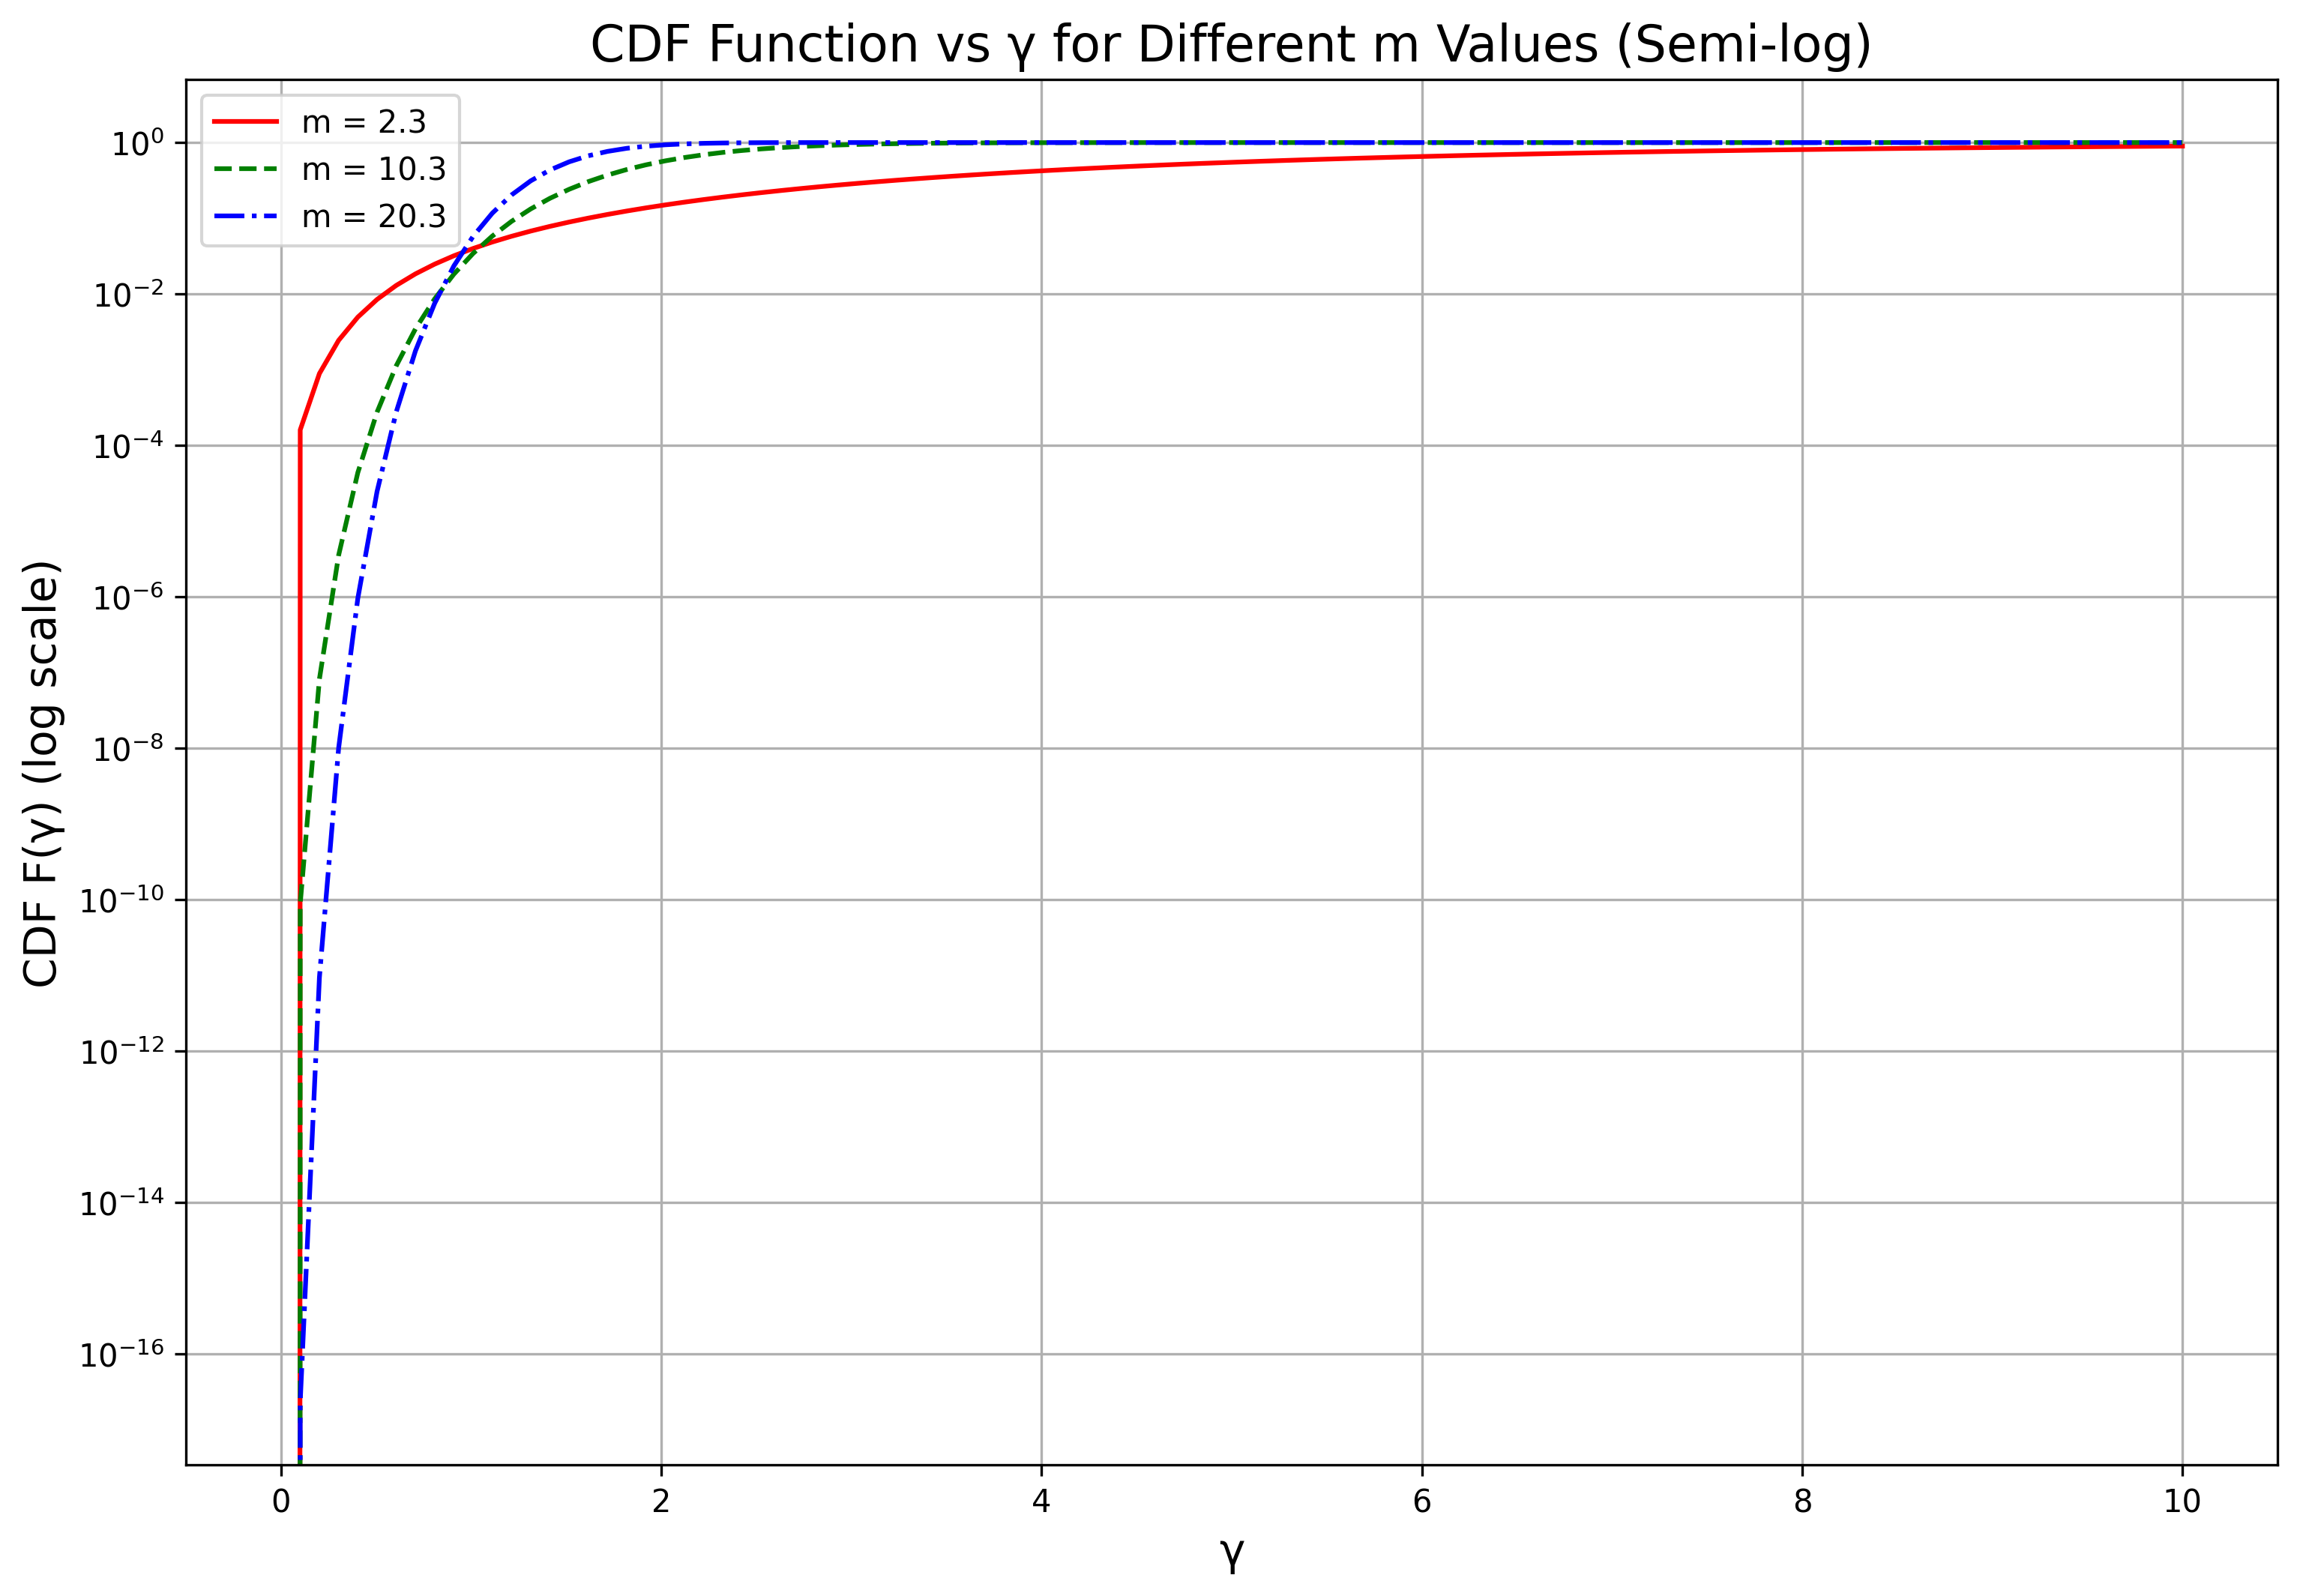 CDF Function vs γ for Different m Values (Semi-log)
m = 2.3
m = 10.3
m = 20.3
CDF F(γ) (log scale)
10⁰
10⁻²
10⁻⁴
10⁻⁶
10⁻⁸
10⁻¹⁰
10⁻¹²
10⁻¹⁴
10⁻¹⁶
0 2 4 6 8 10
γ